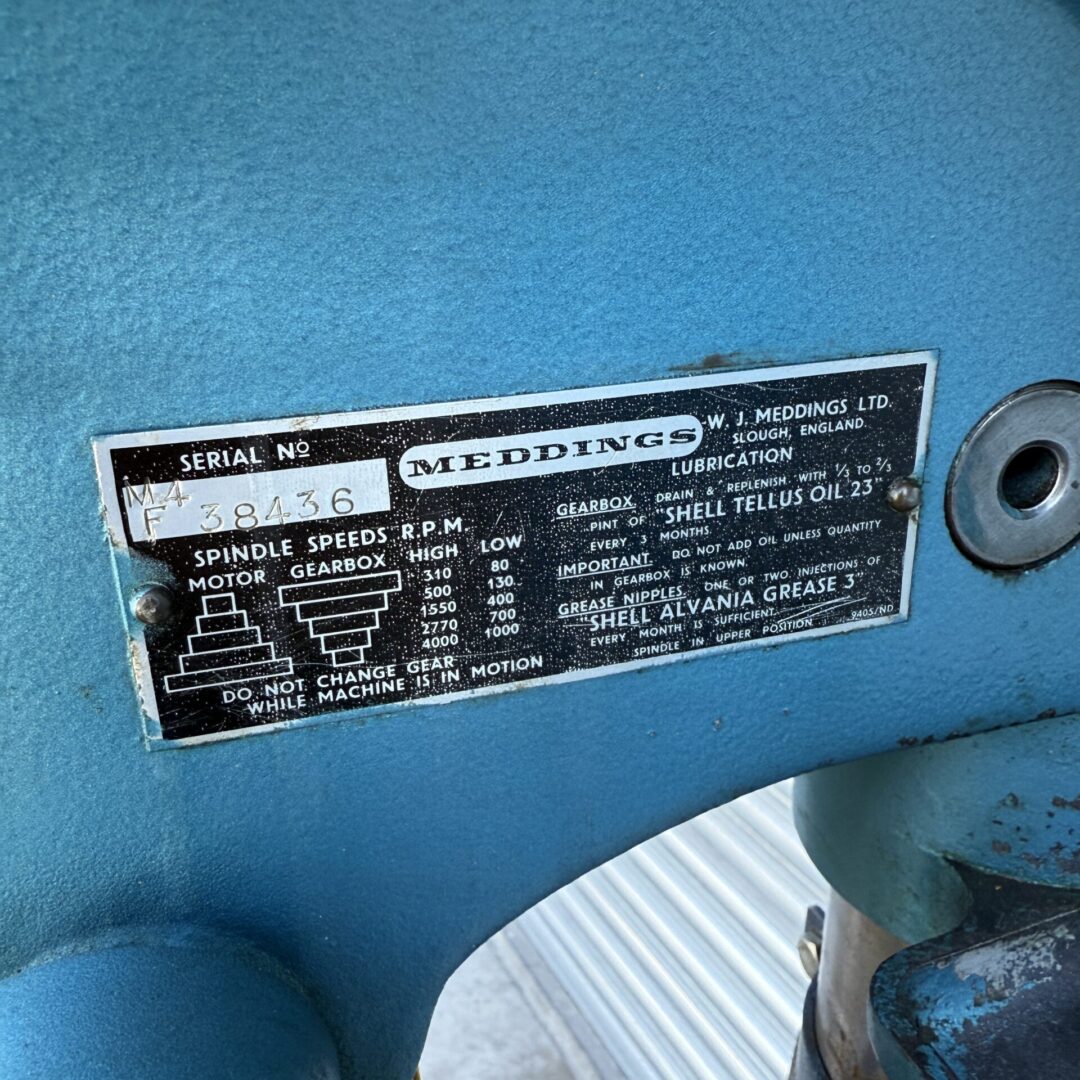 SERIAL Nº
M4
F 38436
MEDDINGS
W. J. MEDDINGS LTD.
SLOUGH, ENGLAND.
SPINDLE SPEEDS R.P.M.
MOTOR GEARBOX HIGH LOW
310 80
500 130
1550 400
2770 700
4000 1000
DO NOT CHANGE GEAR
WHILE MACHINE IS IN MOTION
LUBRICATION
GEARBOX DRAIN & REPLENISH WITH 1/3 TO 2/3
PINT OF "SHELL TELLUS OIL 23"
EVERY 3 MONTHS.
IMPORTANT DO NOT ADD OIL UNLESS QUANTITY
IN GEARBOX IS KNOWN.
GREASE NIPPLES. ONE OR TWO INJECTIONS OF
"SHELL ALVANIA GREASE 3"
EVERY MONTH IS SUFFICIENT.
SPINDLE IN UPPER POSITION
9405/ND